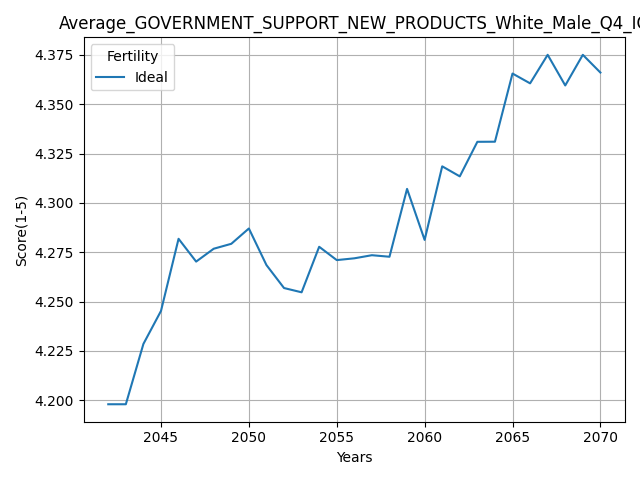 Average_GOVERNMENT_SUPPORT_NEW_PRODUCTS_White_Male_Q4_IC
Fertility
Ideal
4.375
4.350
4.325
4.300
4.275
4.250
4.225
4.200
Score(1-5)
2045 2050 2055 2060 2065 2070
Years